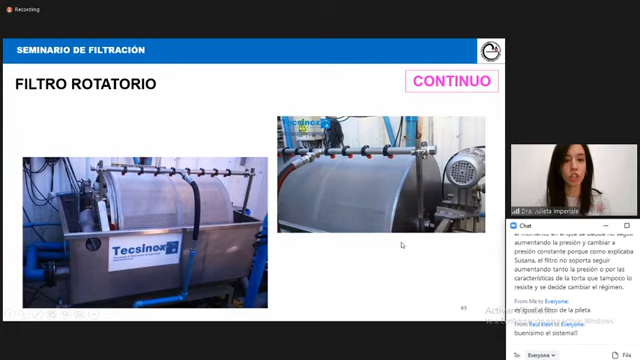 Recording
SEMINARIO DE FILTRACIÓN
FILTRO ROTATORIO
CONTINUO
Tecsinox
Tecsinox
49
Dra. Julieta Imperiale
Chat
el momento en el que se decide no seguir
aumentando la presión y cambiar a
presión constante porque como explicaba
Susana, el filtro no soporta seguir
aumentando tanto la presión o por las
características de la torta que tampoco lo
resiste y se decide cambiar el régimen.
From Me to Everyone:
es igual al filtro de la pileta
From Raul klein to Everyone:
buenisimo el sistema!!
To: Everyone
File